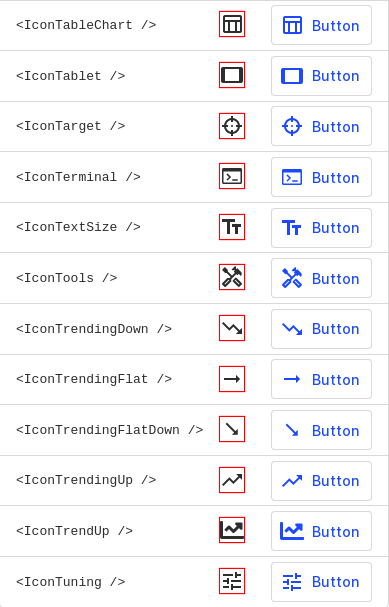 <IconTableChart /> Button
<IconTablet /> Button
<IconTarget /> Button
<IconTerminal /> Button
<IconTextSize /> Button
<IconTools /> Button
<IconTrendingDown /> Button
<IconTrendingFlat /> Button
<IconTrendingFlatDown /> Button
<IconTrendingUp /> Button
<IconTrendUp /> Button
<IconTuning /> Button